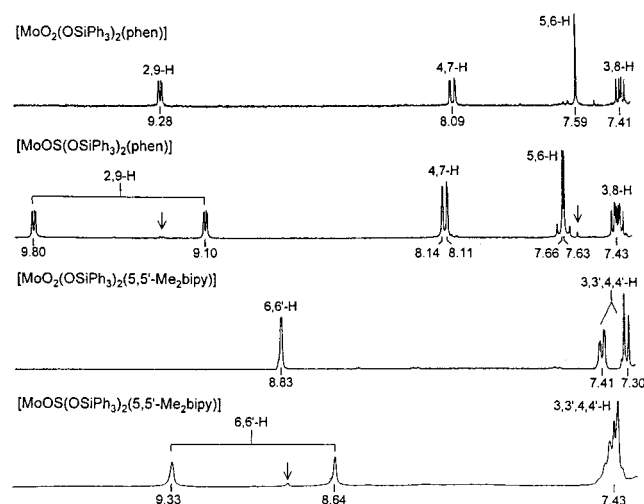 [MoO2(OSiPh3)2(phen)]
5,6-H
2,9-H
4,7-H
3,8-H
9.28
8.09
7.59
7.41
[MoOS(OSiPh3)2(phen)]
2,9-H
4,7-H
5,6-H
3,8-H
9.80
9.10
8.14
8.11
7.66
7.63
7.43
[MoO2(OSiPh3)2(5,5'-Me2bipy)]
6,6'-H
3,3',4,4'-H
8.83
7.41
7.30
[MoOS(OSiPh3)2(5,5'-Me2bipy)]
6,6'-H
3,3',4,4'-H
9.33
8.64
7.43